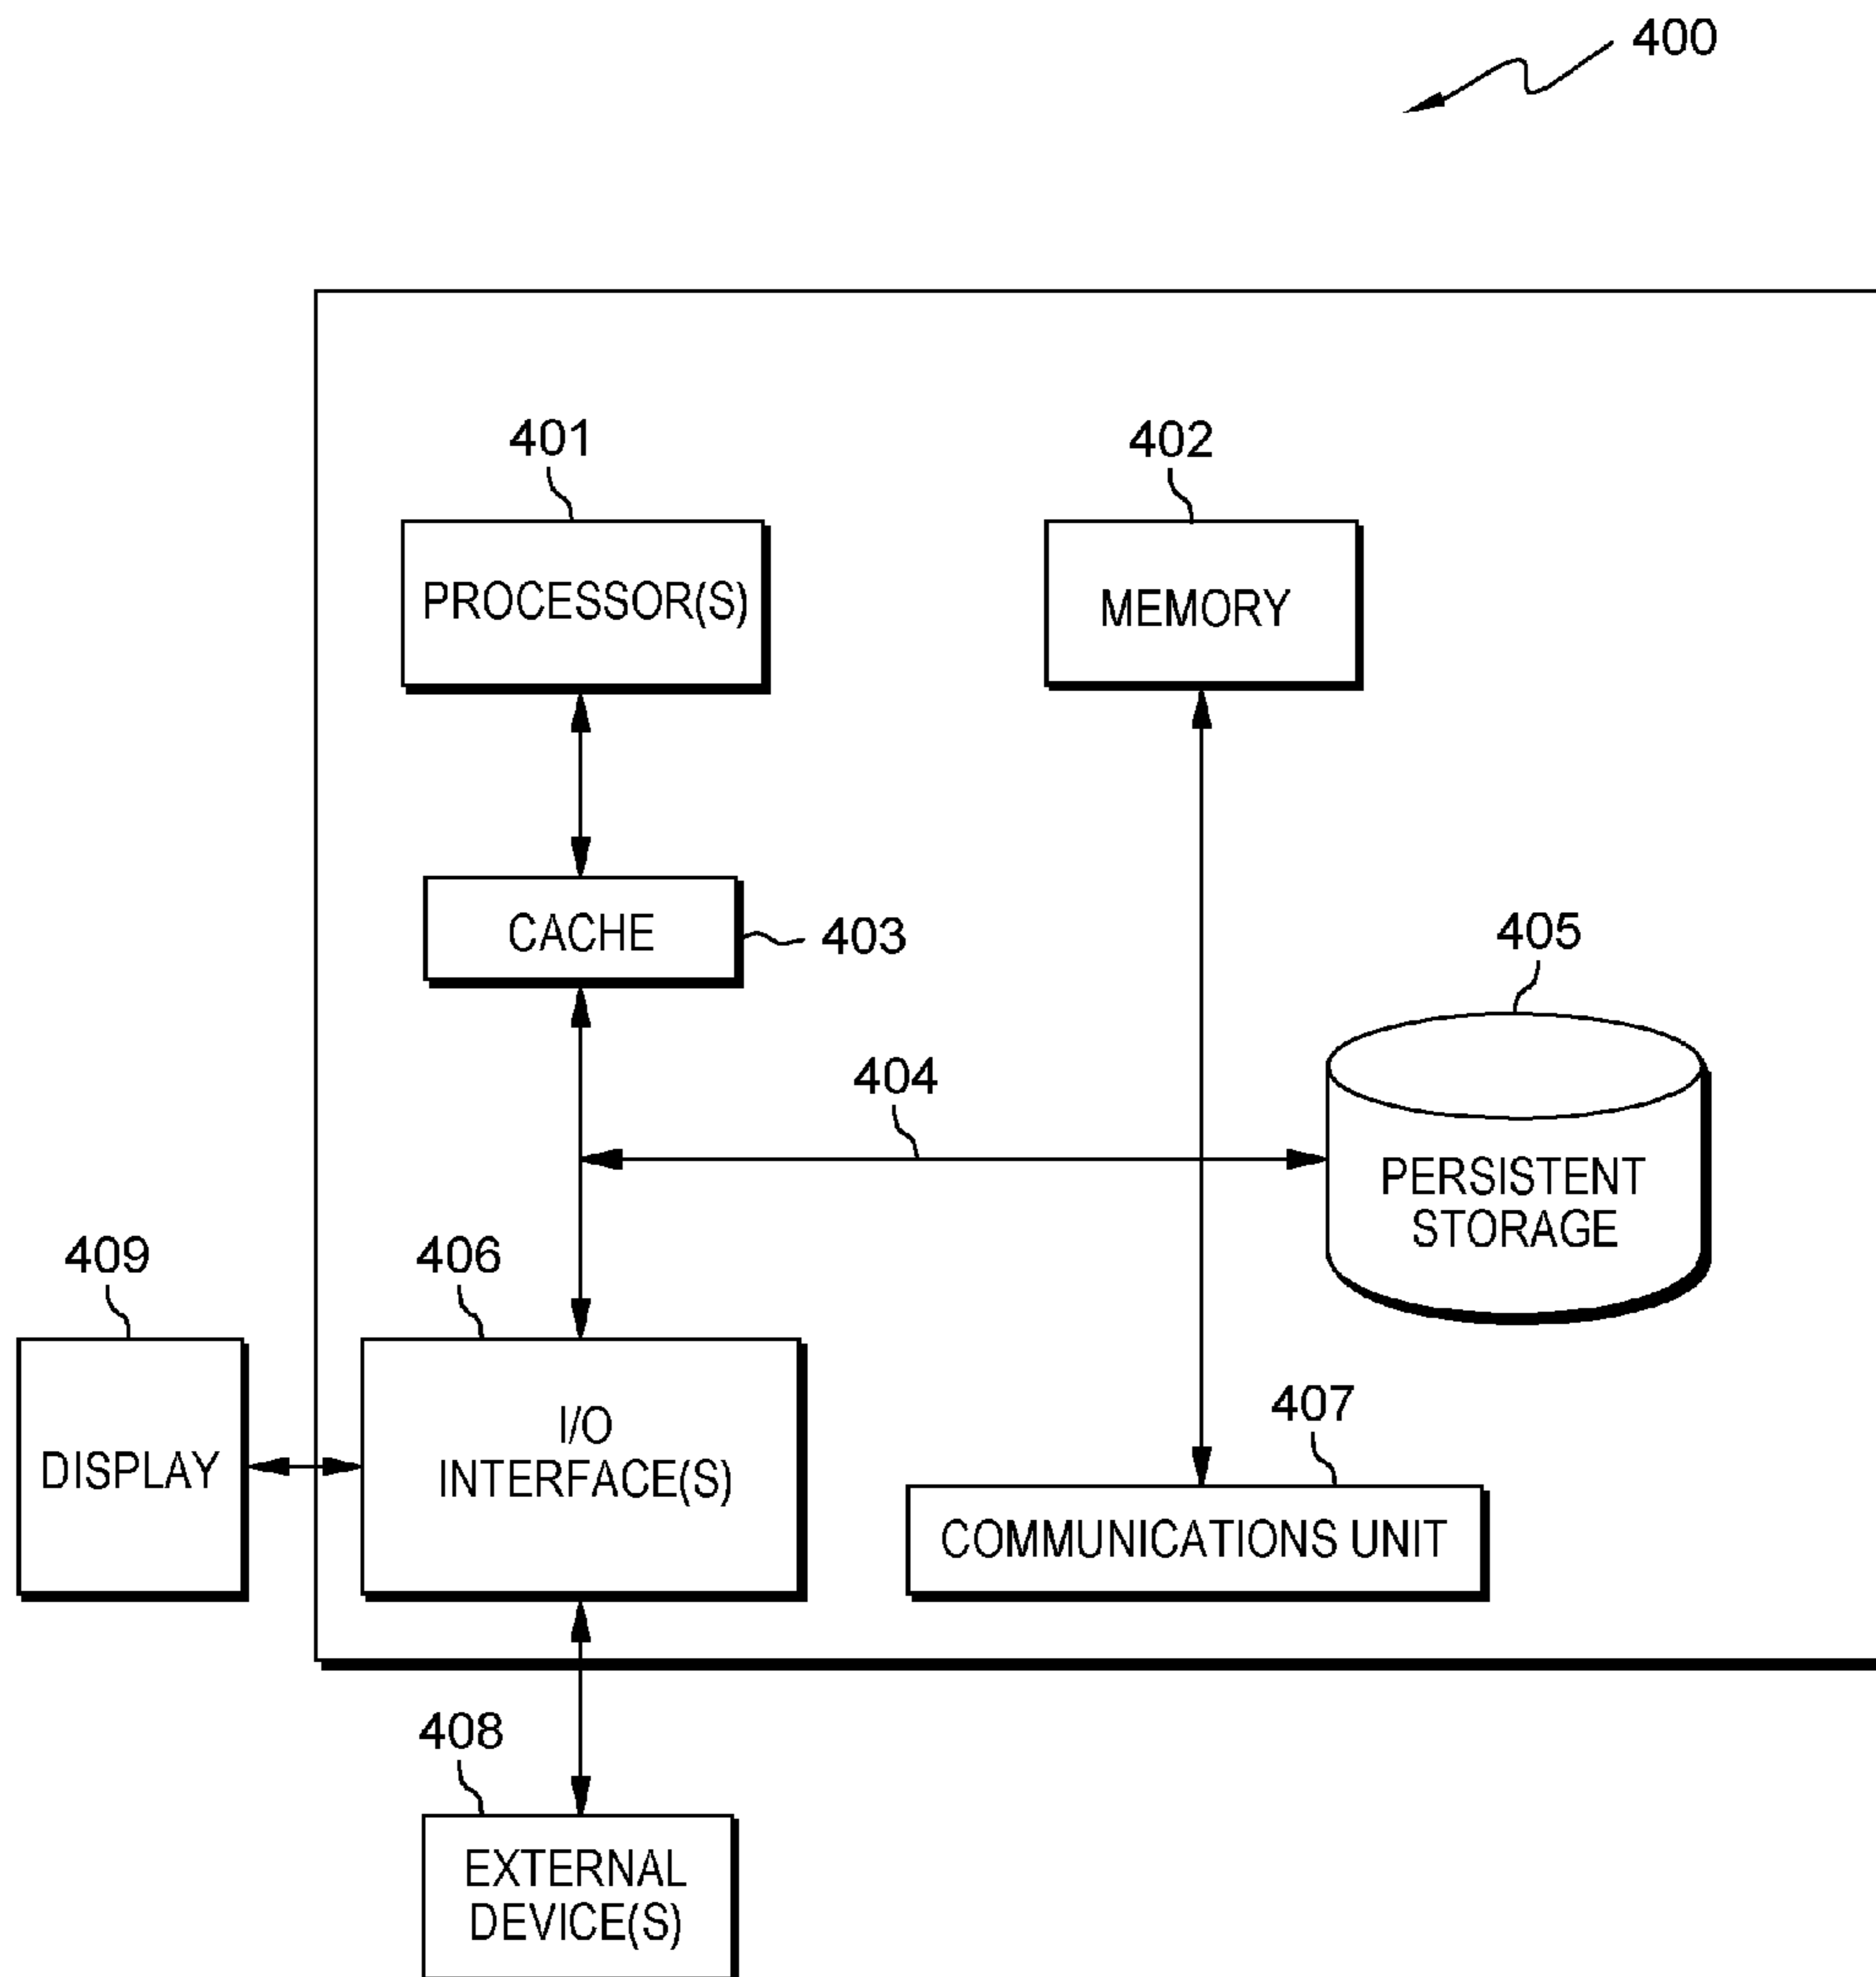 400
401
402
PROCESSOR(S)
MEMORY
CACHE
403
405
404
PERSISTENT
STORAGE
409
406
I/O
INTERFACE(S)
407
DISPLAY
COMMUNICATIONS UNIT
408
EXTERNAL
DEVICE(S)